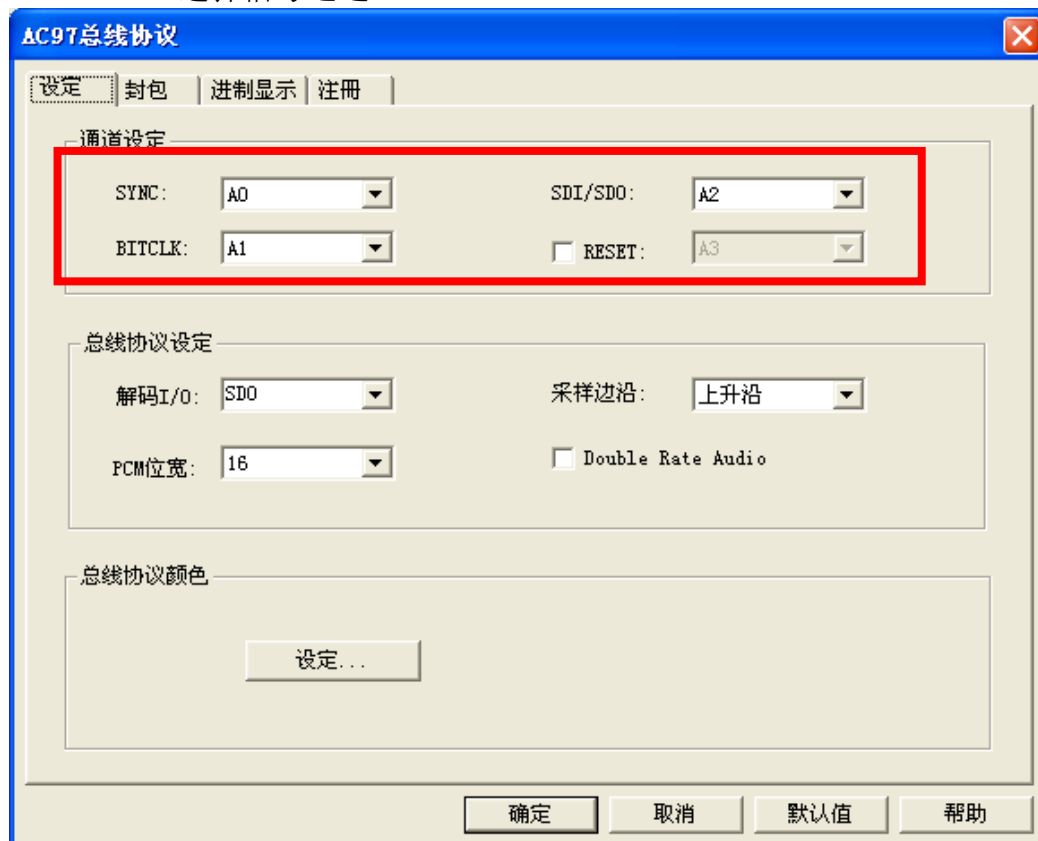 AC97总线协议
设定 封包 进制显示 注册
通道设定
SYNC: A0 SDI/SDO: A2
BITCLK: A1 RESET: A3
总线协议设定
解码I/O: SDO 采样边沿: 上升沿
PCM位宽: 16 Double Rate Audio
总线协议颜色
设定...
确定 取消 默认值 帮助